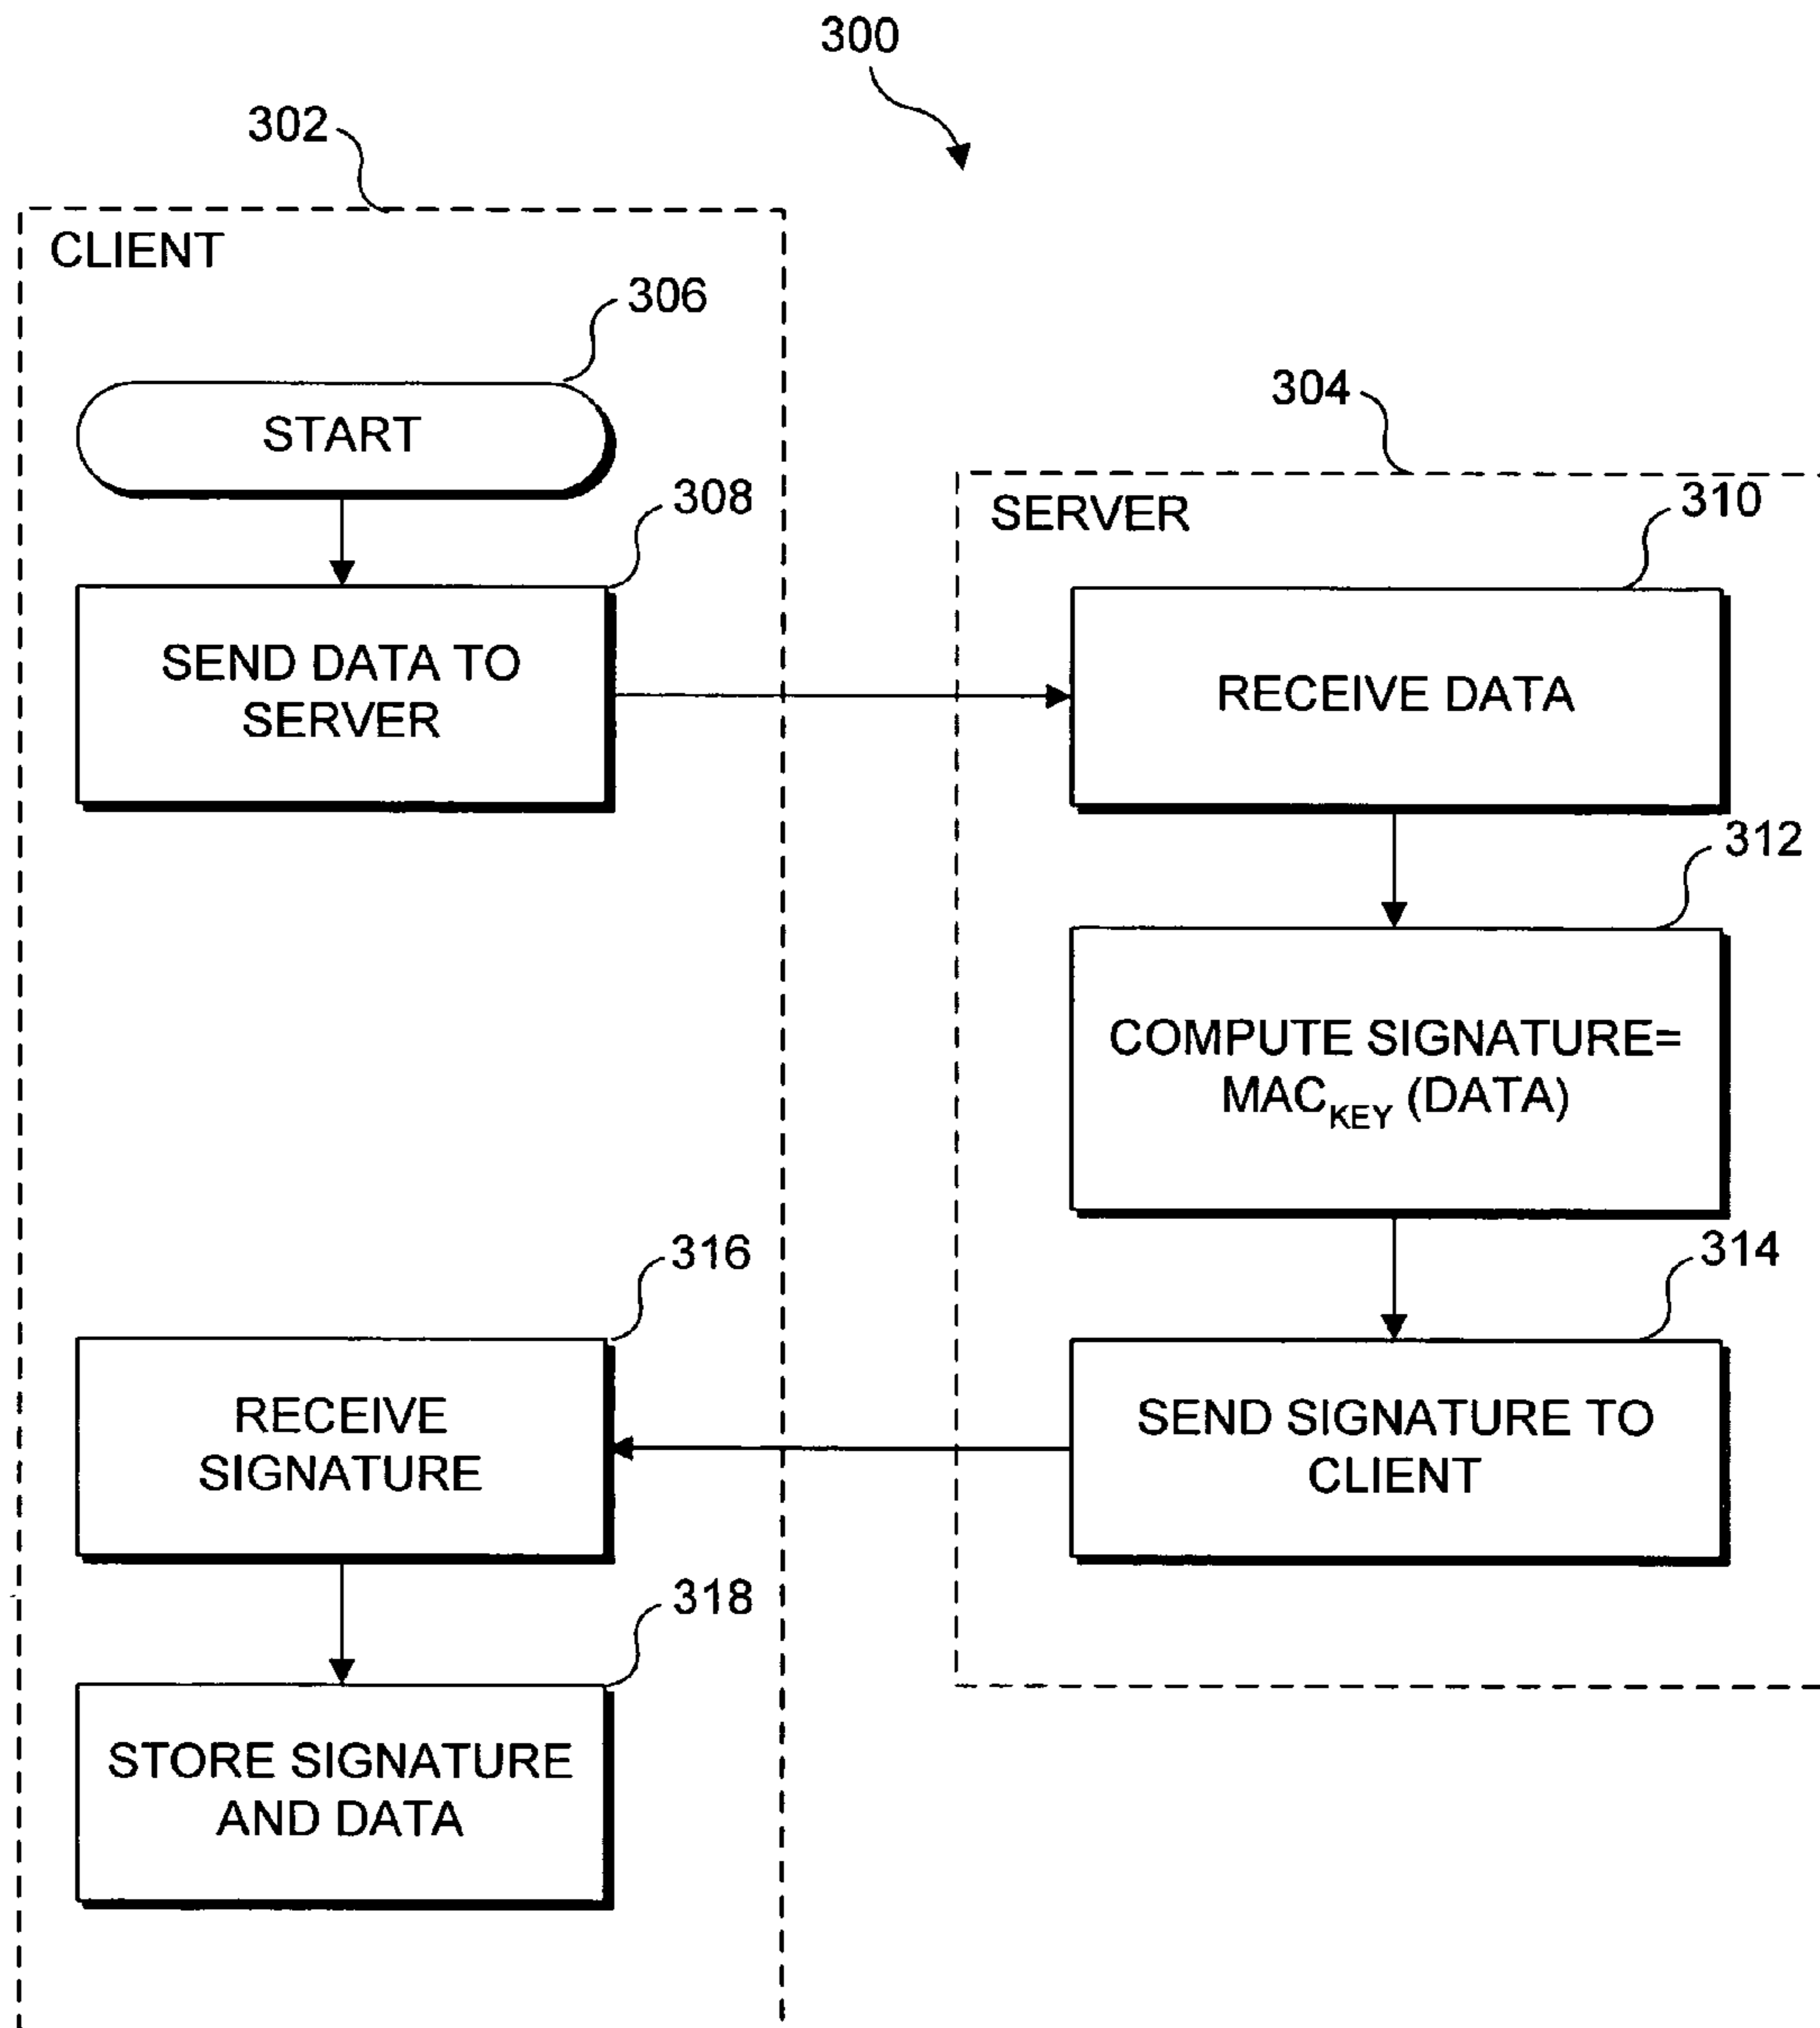 300
302
CLIENT
306
START
304
308
SERVER
310
SEND DATA TO
SERVER
RECEIVE DATA
312
COMPUTE SIGNATURE=
MAC_KEY (DATA)
316
314
RECEIVE
SIGNATURE
SEND SIGNATURE TO
CLIENT
318
STORE SIGNATURE
AND DATA